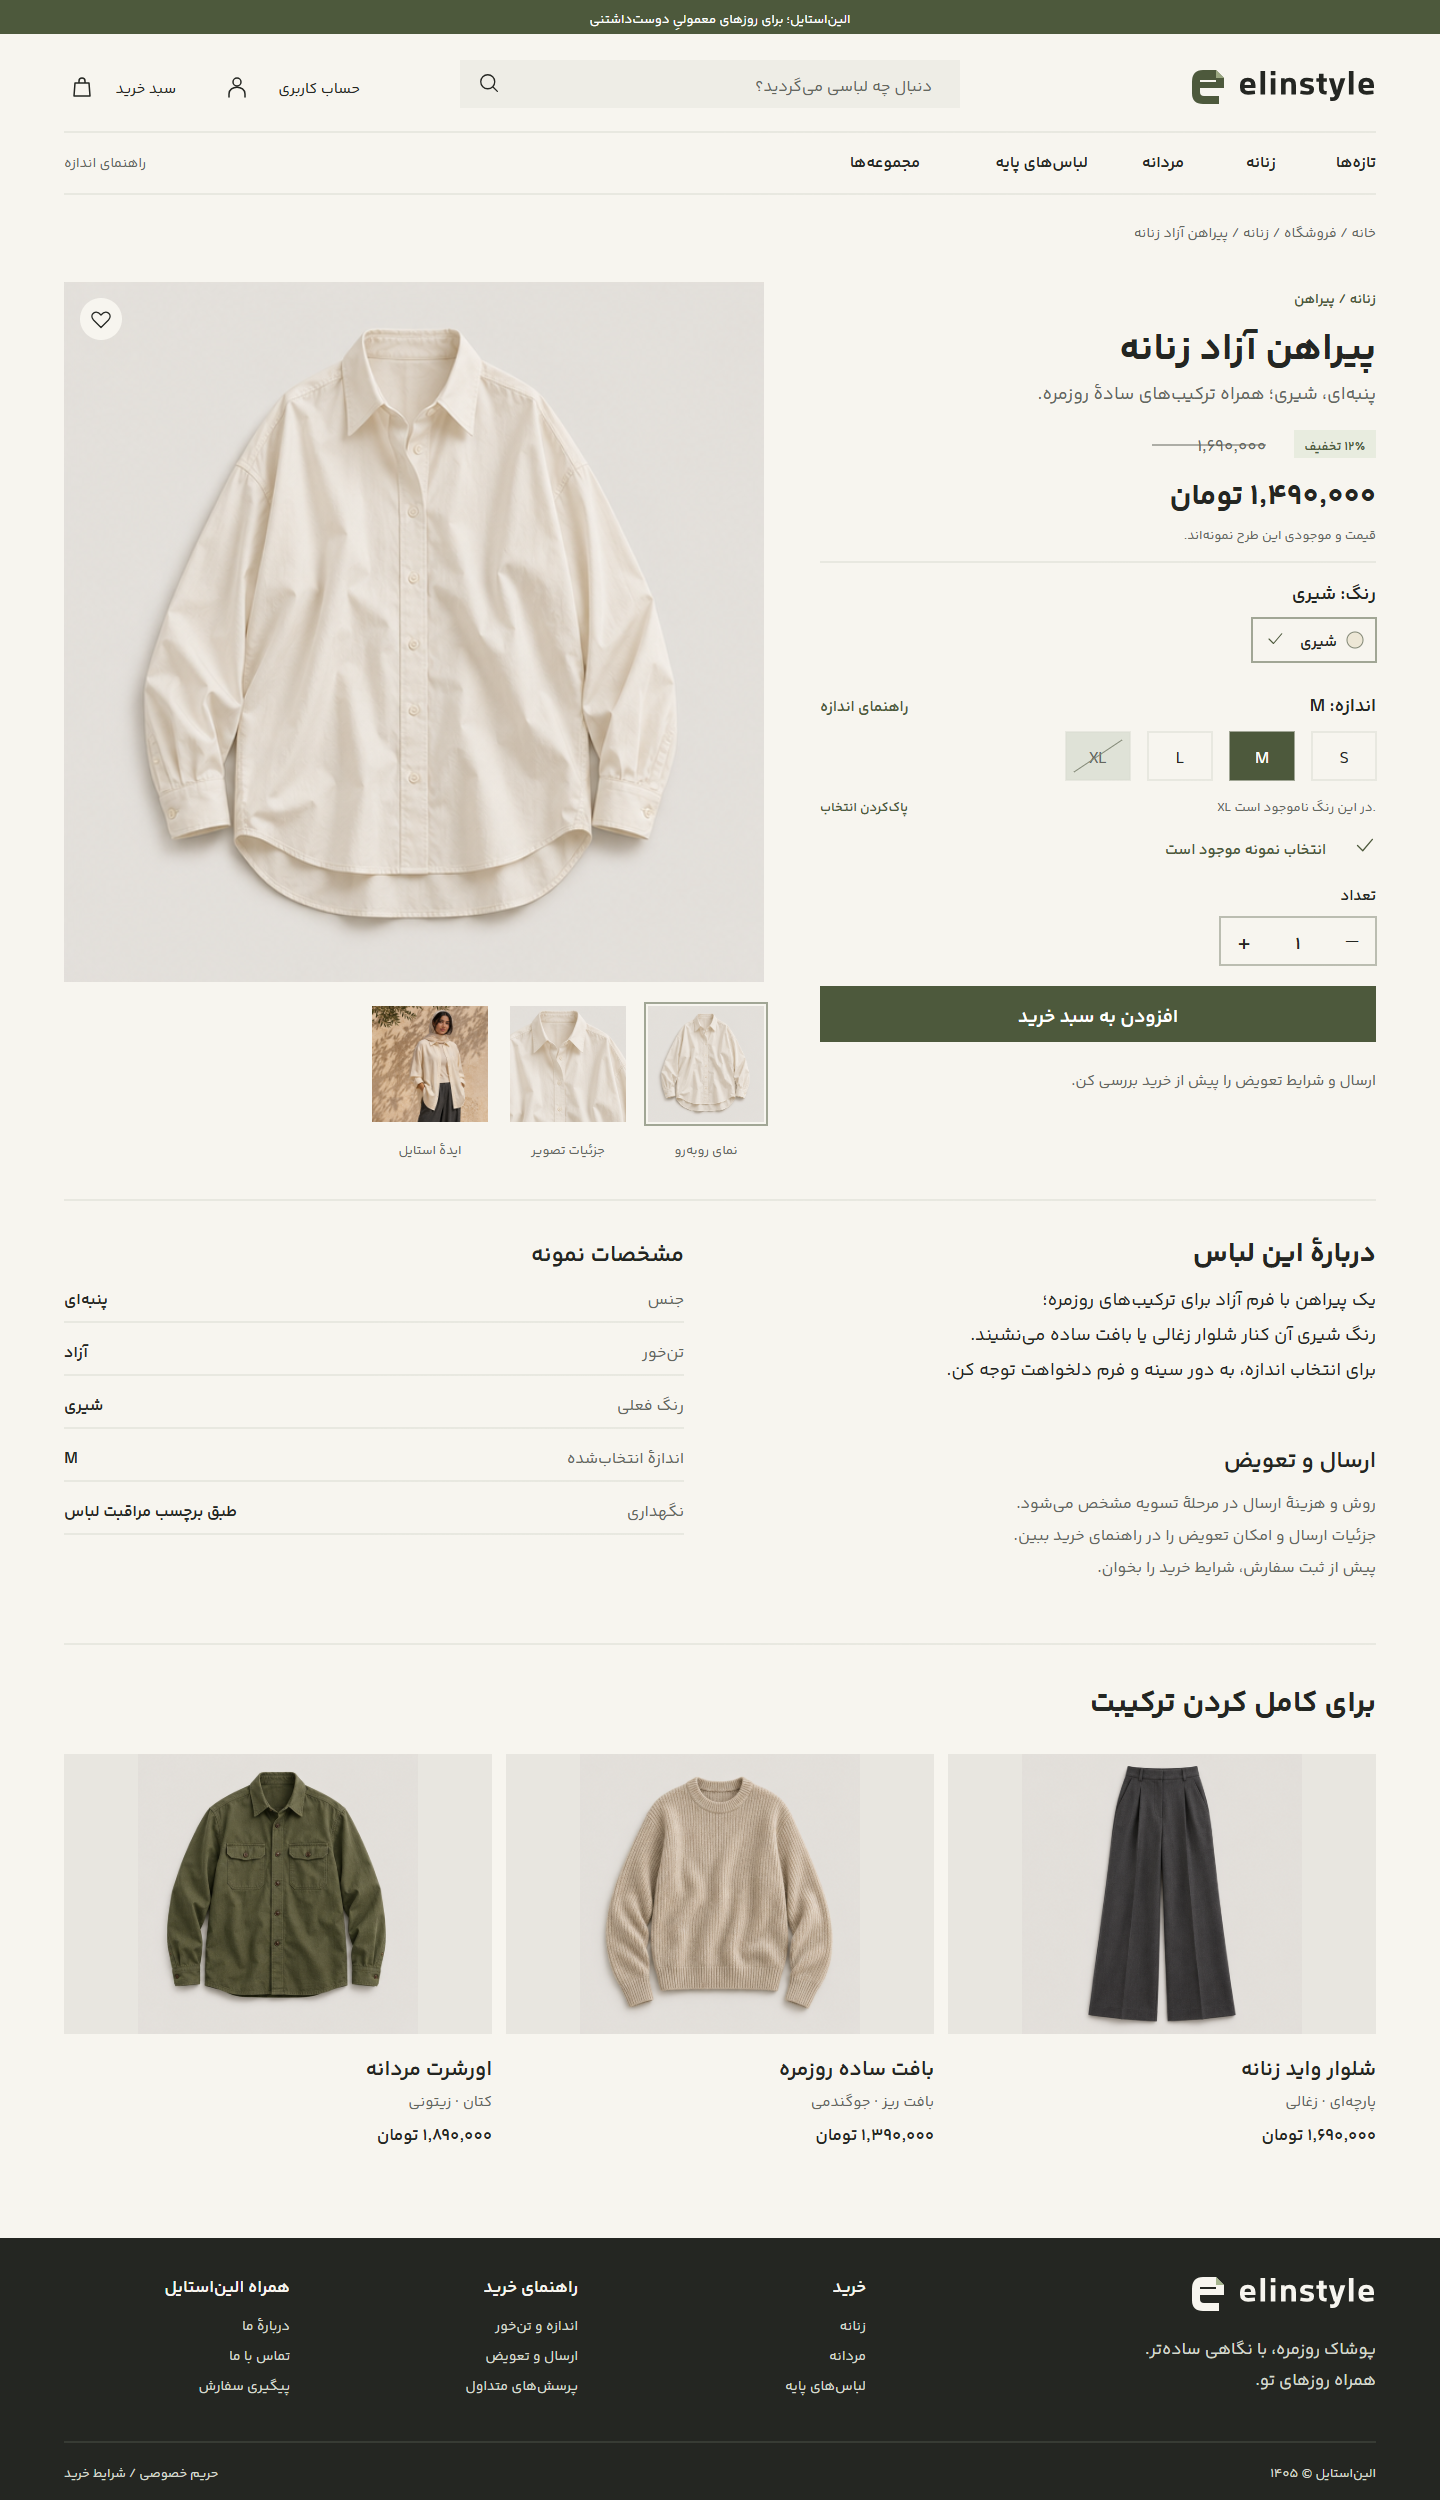 الین‌استایل؛ برای روزهای معمولیِ دوست‌داشتنی
elinstyle
دنبال چه لباسی می‌گردید؟
حساب کاربری
سبد خرید
تازه‌ها
زنانه
مردانه
لباس‌های پایه
مجموعه‌ها
راهنمای اندازه
خانه / فروشگاه / زنانه / پیراهن آزاد زنانه
زنانه / پیراهن
پیراهن آزاد زنانه
پنبه‌ای، شیری؛ همراه ترکیب‌های سادهٔ روزمره.
۱۲٪ تخفیف
۱,۶۹۰,۰۰۰
۱,۴۹۰,۰۰۰ تومان
قیمت و موجودی این طرح نمونه‌اند.
رنگ: شیری
شیری
اندازه: M
راهنمای اندازه
S
M
L
XL
XL در این رنگ ناموجود است.
پاک‌کردن انتخاب
انتخاب نمونه موجود است
تعداد
− ۱ +
افزودن به سبد خرید
ارسال و شرایط تعویض را پیش از خرید بررسی کن.
نمای روبه‌رو
جزئیات تصویر
ایدهٔ استایل
دربارهٔ این لباس
یک پیراهن با فرم آزاد برای ترکیب‌های روزمره؛
رنگ شیری آن کنار شلوار زغالی یا بافت ساده می‌نشیند.
برای انتخاب اندازه، به دور سینه و فرم دلخواهت توجه کن.
ارسال و تعویض
روش و هزینهٔ ارسال در مرحلهٔ تسویه مشخص می‌شود.
جزئیات ارسال و امکان تعویض را در راهنمای خرید ببین.
پیش از ثبت سفارش، شرایط خرید را بخوان.
مشخصات نمونه
جنس
پنبه‌ای
تن‌خور
آزاد
رنگ فعلی
شیری
اندازهٔ انتخاب‌شده
M
نگهداری
طبق برچسب مراقبت لباس
برای کامل کردن ترکیبت
شلوار واید زنانه
پارچه‌ای · زغالی
۱,۶۹۰,۰۰۰ تومان
بافت ساده روزمره
بافت ریز · جوگندمی
۱,۳۹۰,۰۰۰ تومان
اورشرت مردانه
کتان · زیتونی
۱,۸۹۰,۰۰۰ تومان
elinstyle
پوشاک روزمره، با نگاهی ساده‌تر.
همراه روزهای تو.
خرید
زنانه
مردانه
لباس‌های پایه
راهنمای خرید
اندازه و تن‌خور
ارسال و تعویض
پرسش‌های متداول
همراه الین‌استایل
دربارهٔ ما
تماس با ما
پیگیری سفارش
الین‌استایل © ۱۴۰۵
حریم خصوصی / شرایط خرید